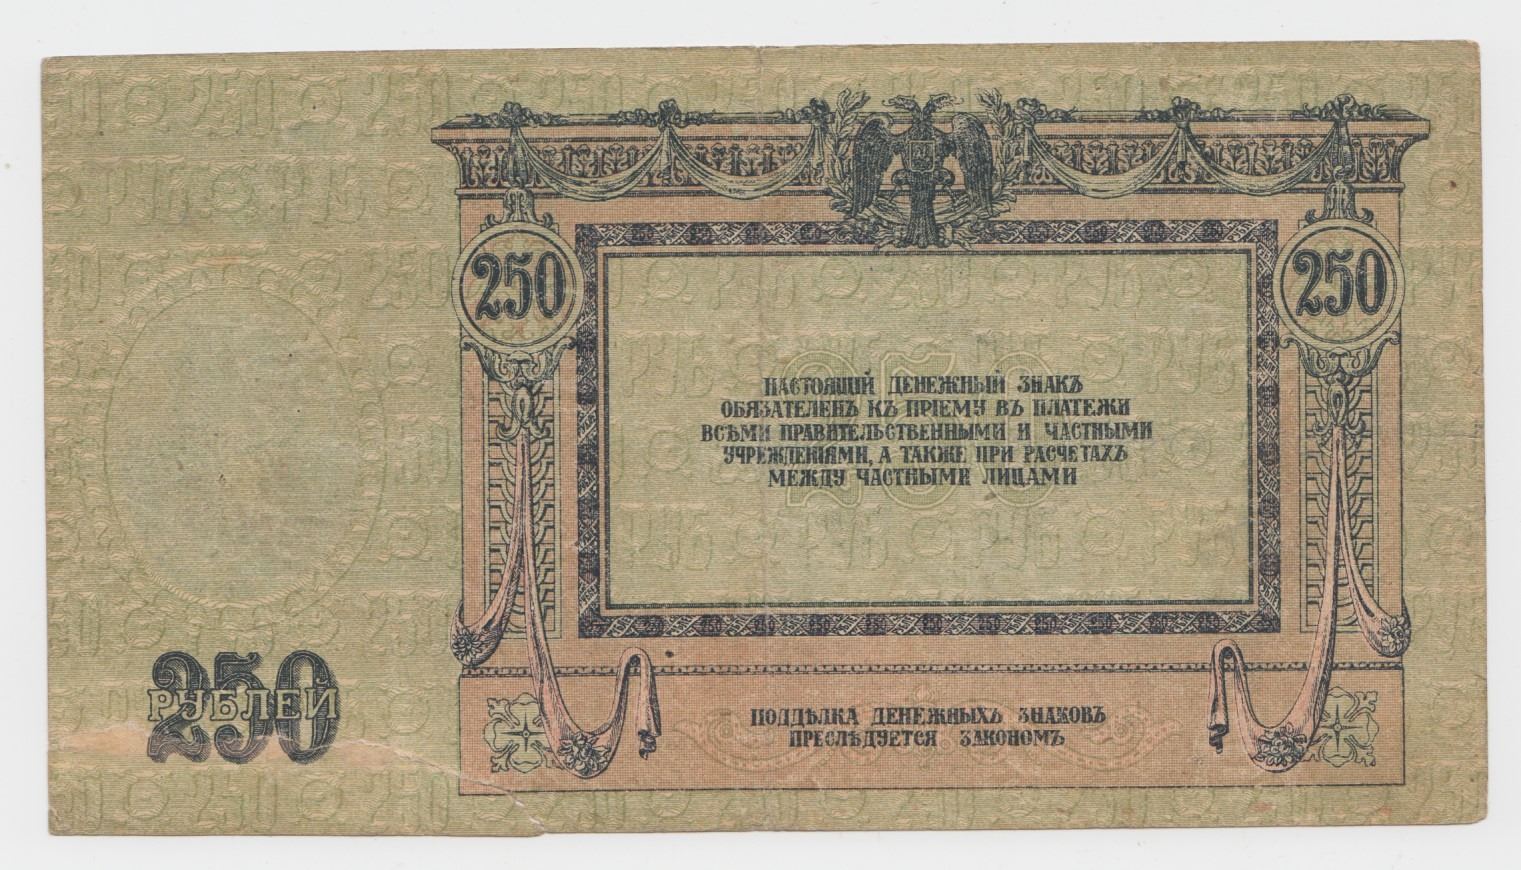 250
250
НАСТОЯЩІЙ ДЕНЕЖНЫЙ ЗНАКЪ
ОБЯЗАТЕЛЕНЪ КЪ ПРІЕМУ ВЪ ПЛАТЕЖИ
ВСѢМИ ПРАВИТЕЛЬСТВЕННЫМИ И ЧАСТНЫМИ
УЧРЕЖДЕНІЯМИ, А ТАКЖЕ ПРИ РАСЧЕТАХЪ
МЕЖДУ ЧАСТНЫМИ ЛИЦАМИ
250
250
РУБЛЕЙ
ПОДДѢЛКА ДЕНЕЖНЫХЪ ЗНАКОВЪ
ПРЕСЛѢДУЕТСЯ ЗАКОНОМЪ